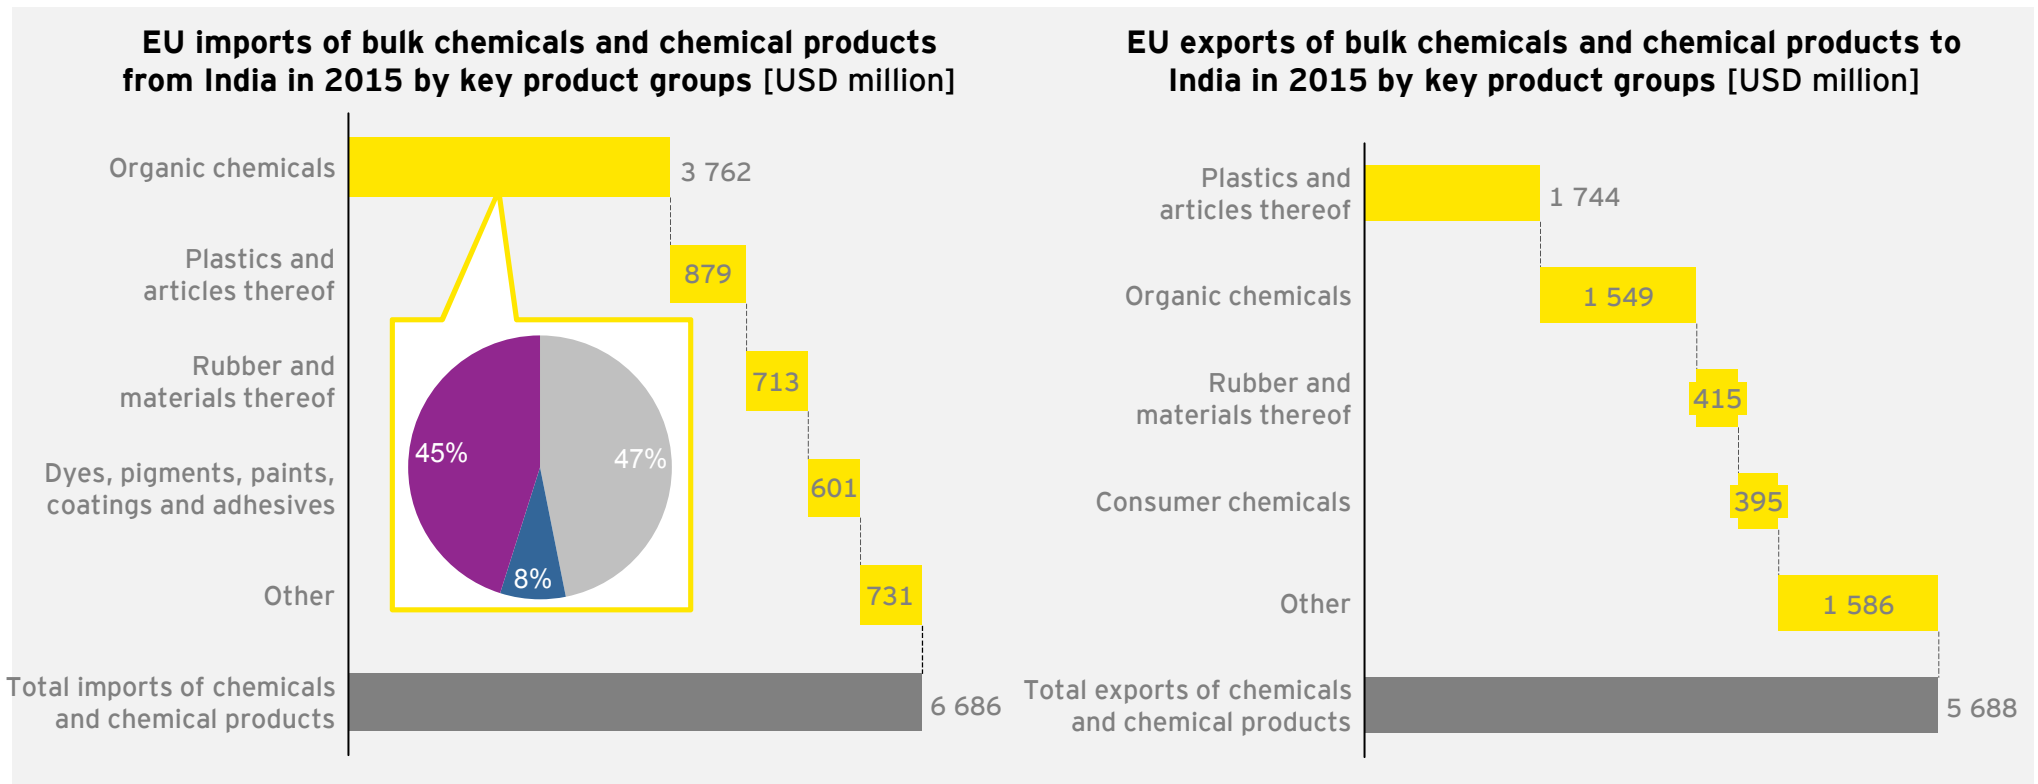 EU imports of bulk chemicals and chemical products
from India in 2015 by key product groups [USD million]
Organic chemicals
3 762
Plastics and
articles thereof
879
Rubber and
materials thereof
713
Dyes, pigments, paints,
coatings and adhesives
601
Other
731
Total imports of chemicals
and chemical products
6 686
45%
47%
8%
EU exports of bulk chemicals and chemical products to
India in 2015 by key product groups [USD million]
Plastics and
articles thereof
1 744
Organic chemicals
1 549
Rubber and
materials thereof
415
Consumer chemicals
395
Other
1 586
Total exports of chemicals
and chemical products
5 688